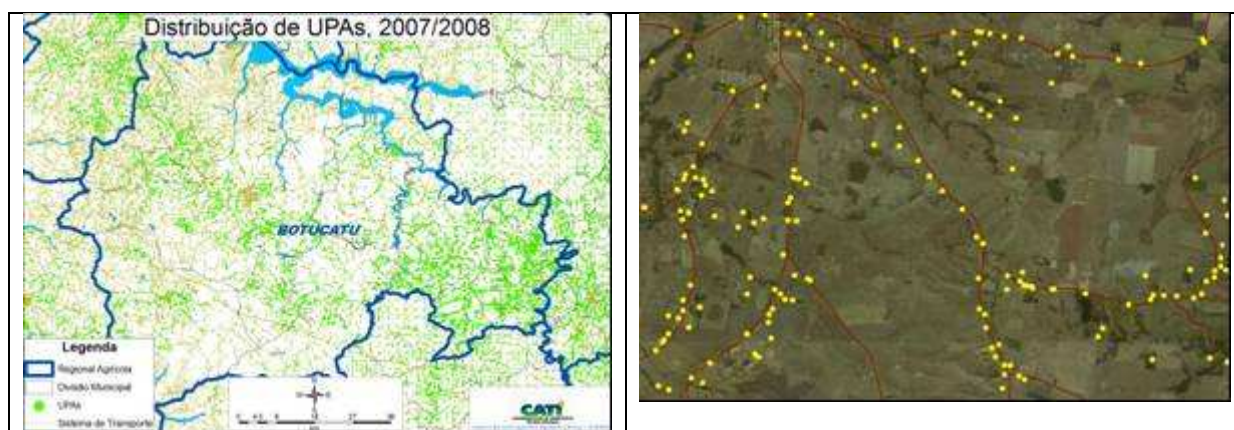 Distribuição de UPAs, 2007/2008
BOTUCATU
Legenda
Regional Agrícola
Divisão Municipal
UPAs
Sistema de Transporte
CATI